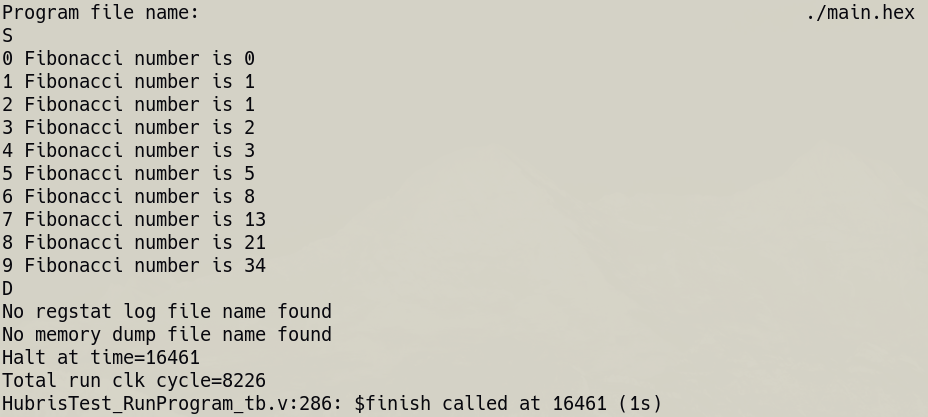 Program file name: ./main.hex
S
0 Fibonacci number is 0
1 Fibonacci number is 1
2 Fibonacci number is 1
3 Fibonacci number is 2
4 Fibonacci number is 3
5 Fibonacci number is 5
6 Fibonacci number is 8
7 Fibonacci number is 13
8 Fibonacci number is 21
9 Fibonacci number is 34
D
No regstat log file name found
No memory dump file name found
Halt at time=16461
Total run clk cycle=8226
HubrisTest_RunProgram_tb.v:286: $finish called at 16461 (1s)